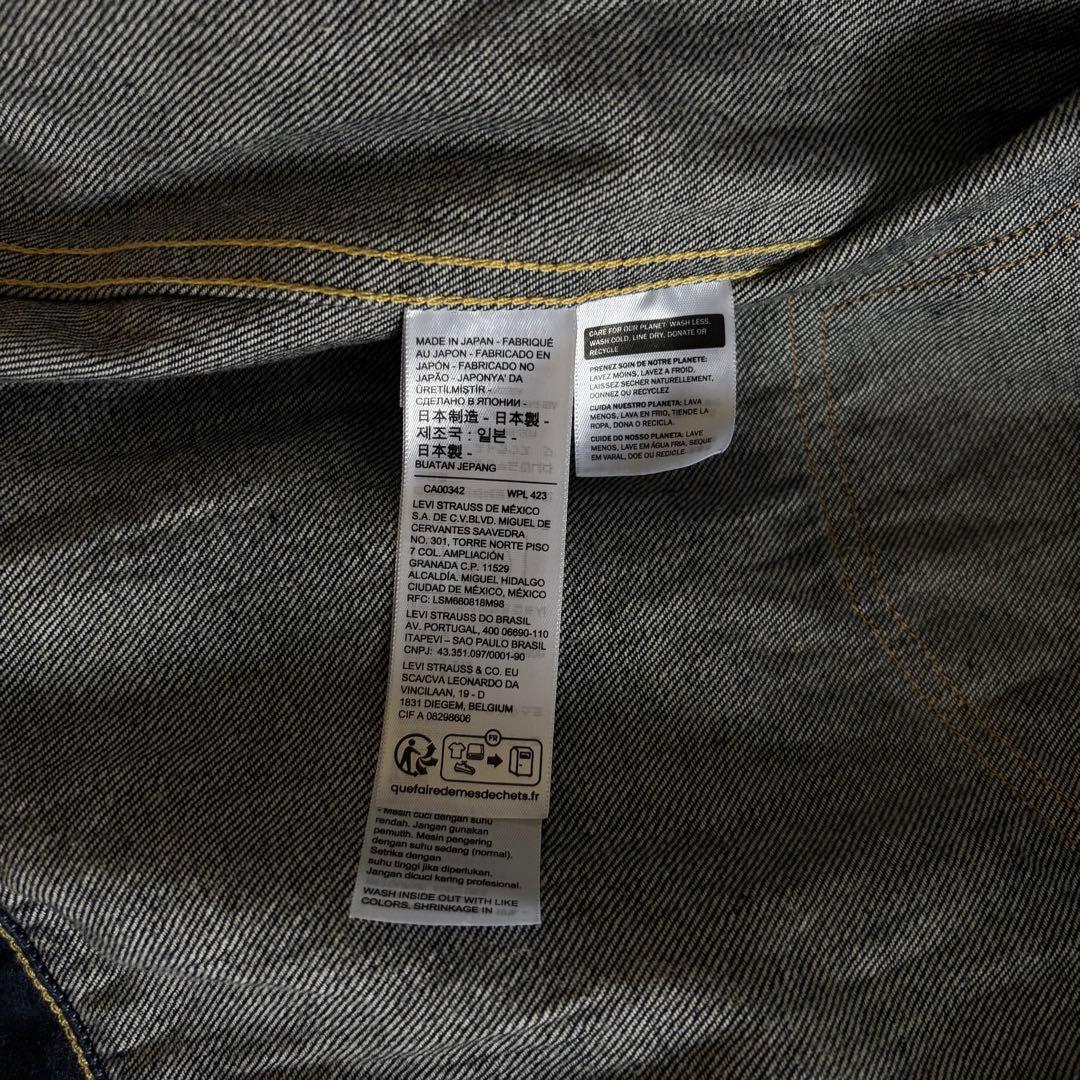 MADE IN JAPAN - FABRIQUÉ
AU JAPON - FABRICADO EN
JAPÓN - FABRICADO NO
JAPÃO - JAPONYA' DA
ÜRETİLMİŞTİR -
СДЕЛАНО В ЯПОНИИ -
日本制造 - 日本製 -
제조국 : 일본 -
日本製 -
BUATAN JEPANG
CA00342 WPL 423
LEVI STRAUSS DE MÉXICO
S.A. DE C.V.BLVD. MIGUEL DE
CERVANTES SAAVEDRA
NO. 301, TORRE NORTE PISO
7 COL. AMPLIACIÓN
GRANADA C.P. 11529
ALCALDÍA. MIGUEL HIDALGO
CIUDAD DE MÉXICO, MÉXICO
RFC: LSM660818M98
LEVI STRAUSS DO BRASIL
AV. PORTUGAL, 400 06690-110
ITAPEVI – SAO PAULO BRASIL
CNPJ: 43.351.097/0001-90
LEVI STRAUSS & CO. EU
SCA/CVA LEONARDO DA
VINCILAAN, 19 - D
1831 DIEGEM, BELGIUM
CIF A 08298606
FR
quefairedemesdechets.fr
- Mesin cuci dengan suhu
rendah. Jangan gunakan
pemutih. Mesin pengering
dengan suhu sedang (normal).
Setrika dengan
suhu tinggi jika diperlukan.
Jangan dicuci kering profesional.
WASH INSIDE OUT WITH LIKE
COLORS. SHRINKAGE IN
CARE FOR OUR PLANET: WASH LESS,
WASH COLD, LINE DRY, DONATE OR
RECYCLE
PRENEZ SOIN DE NOTRE PLANETE:
LAVEZ MOINS, LAVEZ A FROID,
LAISSEZ SECHER NATURELLEMENT,
DONNEZ OU RECYCLEZ
CUIDA NUESTRO PLANETA: LAVA
MENOS, LAVA EN FRIO, TIENDE LA
ROPA, DONA O RECICLA.
CUIDE DO NOSSO PLANETA: LAVE
MENOS, LAVE EM ÁGUA FRIA, SEQUE
EM VARAL, DOE OU RECICLE.